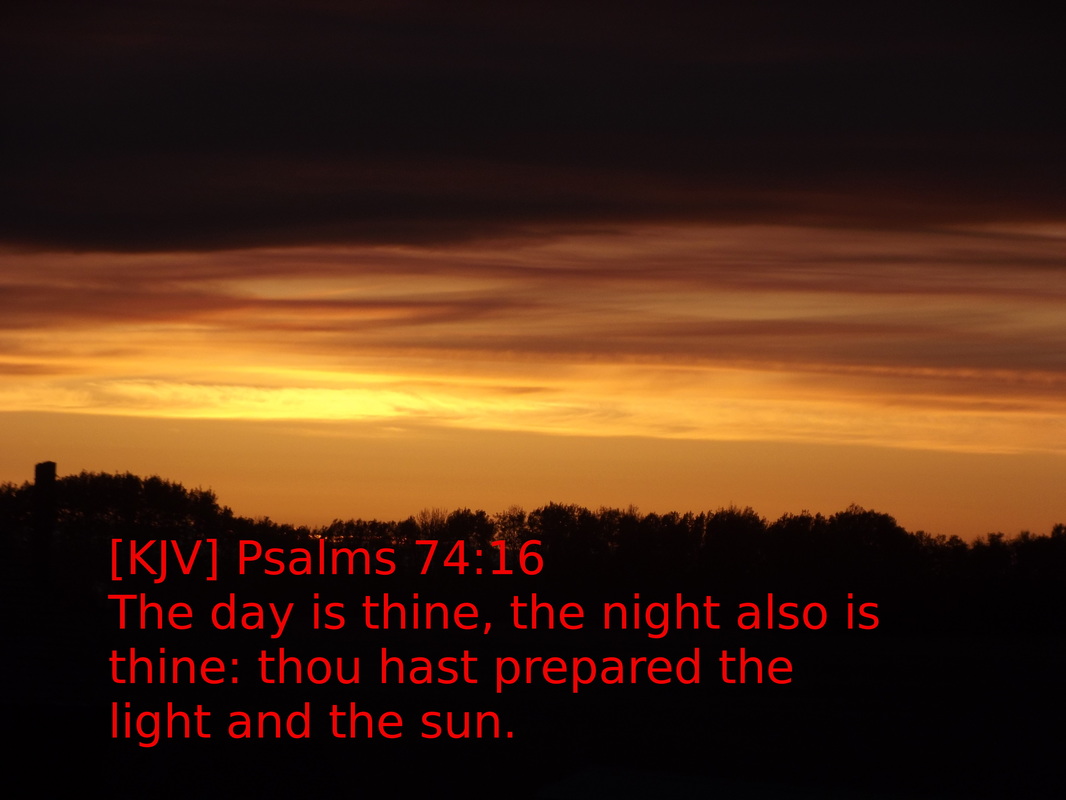 [KJV] Psalms 74:16
The day is thine, the night also is
thine: thou hast prepared the
light and the sun.